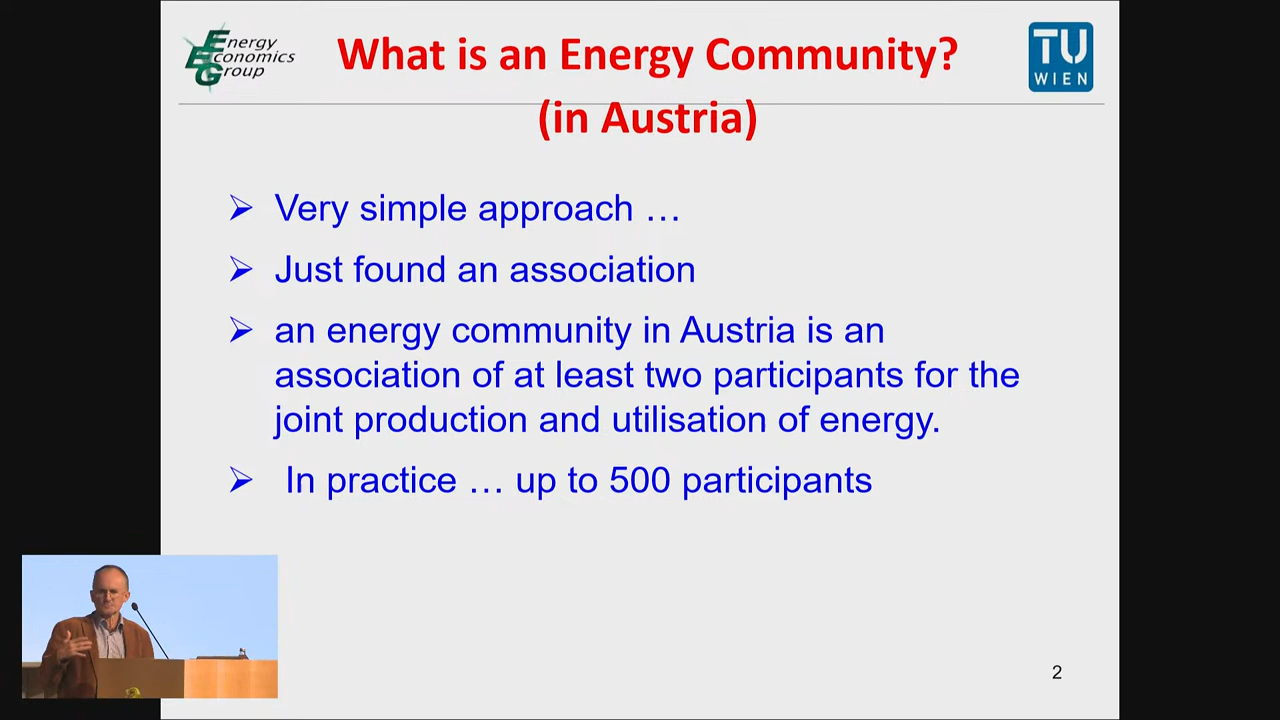 Energy
Economics
Group
EEG
What is an Energy Community?
(in Austria)
TU
WIEN
Very simple approach …
Just found an association
an energy community in Austria is an
association of at least two participants for the
joint production and utilisation of energy.
In practice … up to 500 participants
2